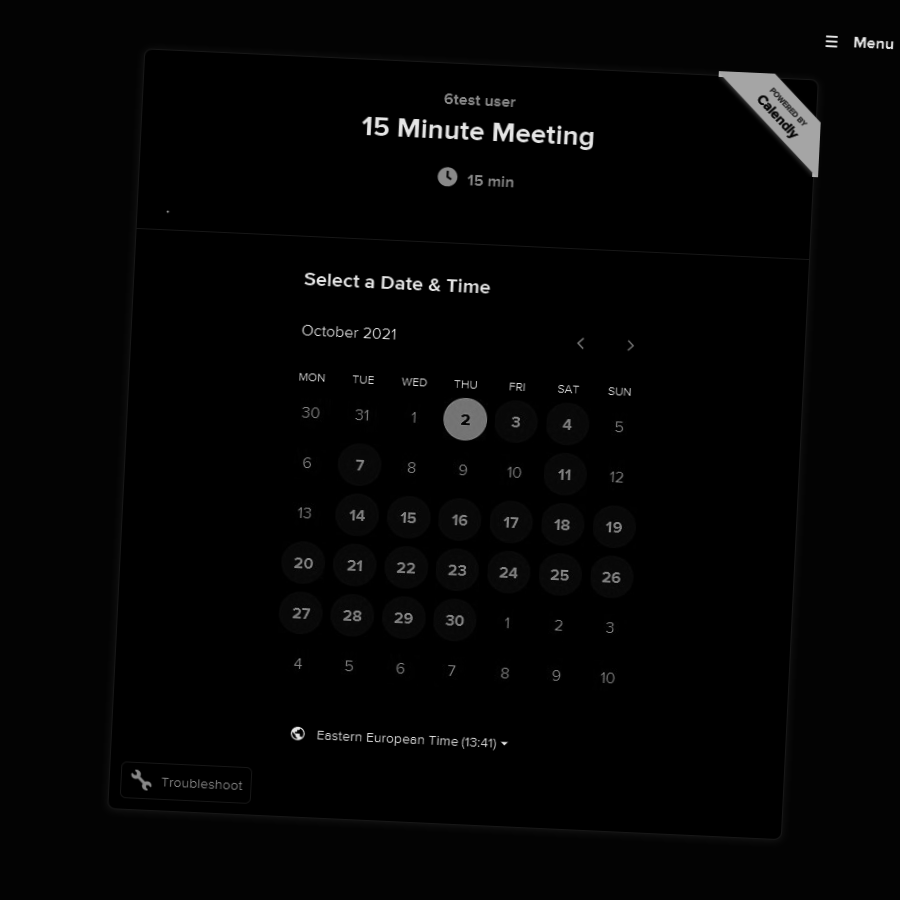 ☰ Menu
POWERED BY
Calendly
6test user
15 Minute Meeting
15 min
.
Select a Date & Time
October 2021
MON TUE WED THU FRI SAT SUN
30 31 1 2 3 4 5
6 7 8 9 10 11 12
13 14 15 16 17 18 19
20 21 22 23 24 25 26
27 28 29 30 1 2 3
4 5 6 7 8 9 10
Eastern European Time (13:41)
Troubleshoot